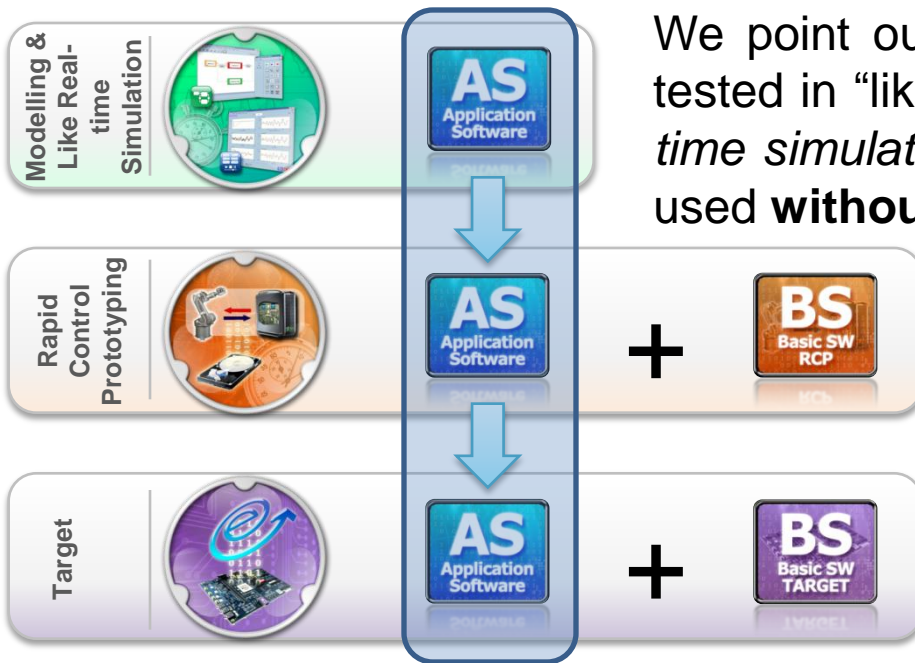 Modelling &
Like Real-
time
Simulation
AS
Application
Software
We point ou
tested in “lik
time simulat
used withou
Rapid
Control
Prototyping
AS
Application
Software
+
BS
Basic SW
RCP
Target
AS
Application
Software
+
BS
Basic SW
TARGET